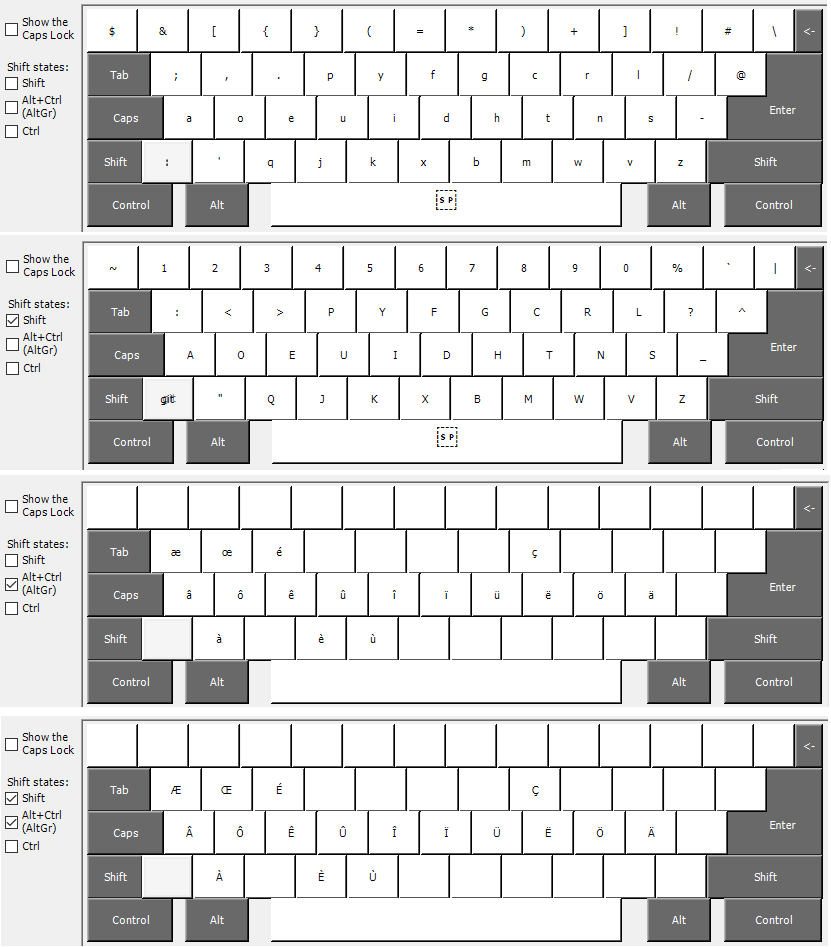 Show the
Caps Lock
Shift states:
Shift
Alt+Ctrl
(AltGr)
Ctrl
$ & [ { } ( = * ) + ] ! # \ <-
Tab ; , . p y f g c r l / @
Enter
Caps a o e u i d h t n s -
Shift : ' q j k x b m w v z Shift
Control Alt SP Alt Control
Show the
Caps Lock
Shift states:
Shift
Alt+Ctrl
(AltGr)
Ctrl
~ 1 2 3 4 5 6 7 8 9 0 % ` | <-
Tab : < > P Y F G C R L ? ^
Enter
Caps A O E U I D H T N S _
Shift git " Q J K X B M W V Z Shift
Control Alt SP Alt Control
Show the
Caps Lock
Shift states:
Shift
Alt+Ctrl
(AltGr)
Ctrl
<-
Tab æ œ é ç
Enter
Caps â ô ê û î ï ü ë ö ä
Shift à è ù Shift
Control Alt Alt Control
Show the
Caps Lock
Shift states:
Shift
Alt+Ctrl
(AltGr)
Ctrl
<-
Tab Æ Œ É Ç
Enter
Caps Â Ô Ê Û Î Ï Ü Ë Ö Ä
Shift À È Ù Shift
Control Alt Alt Control